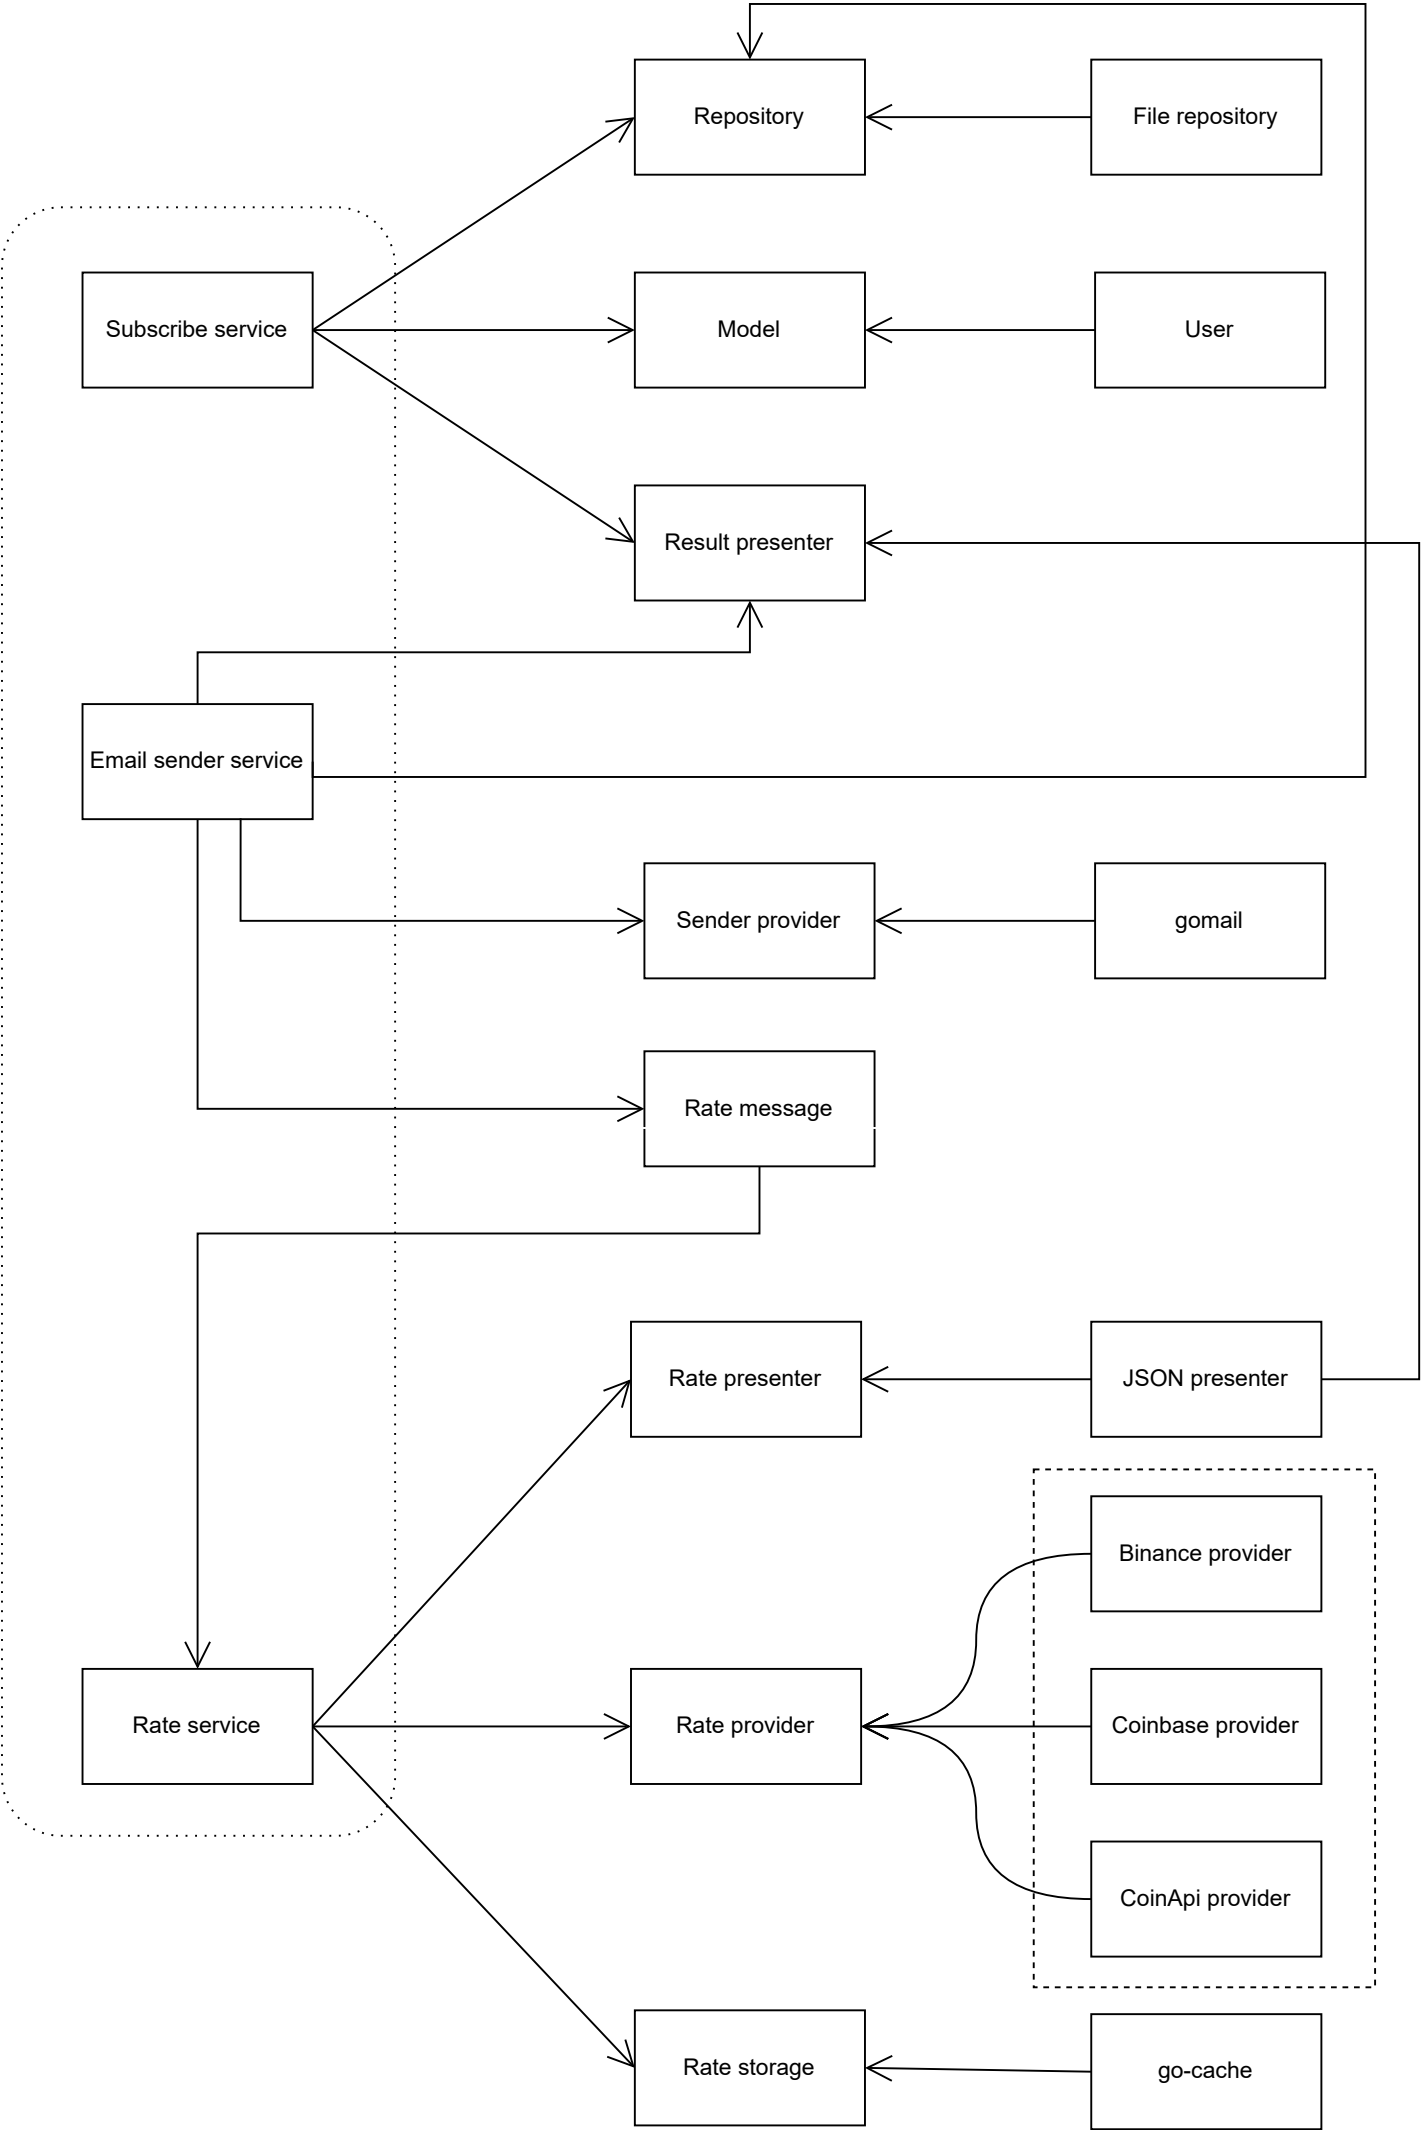 Repository
File repository
Subscribe service
Model
User
Result presenter
Email sender service
Sender provider
gomail
Rate message
Rate presenter
JSON presenter
Binance provider
Rate service
Rate provider
Coinbase provider
CoinApi provider
Rate storage
go-cache